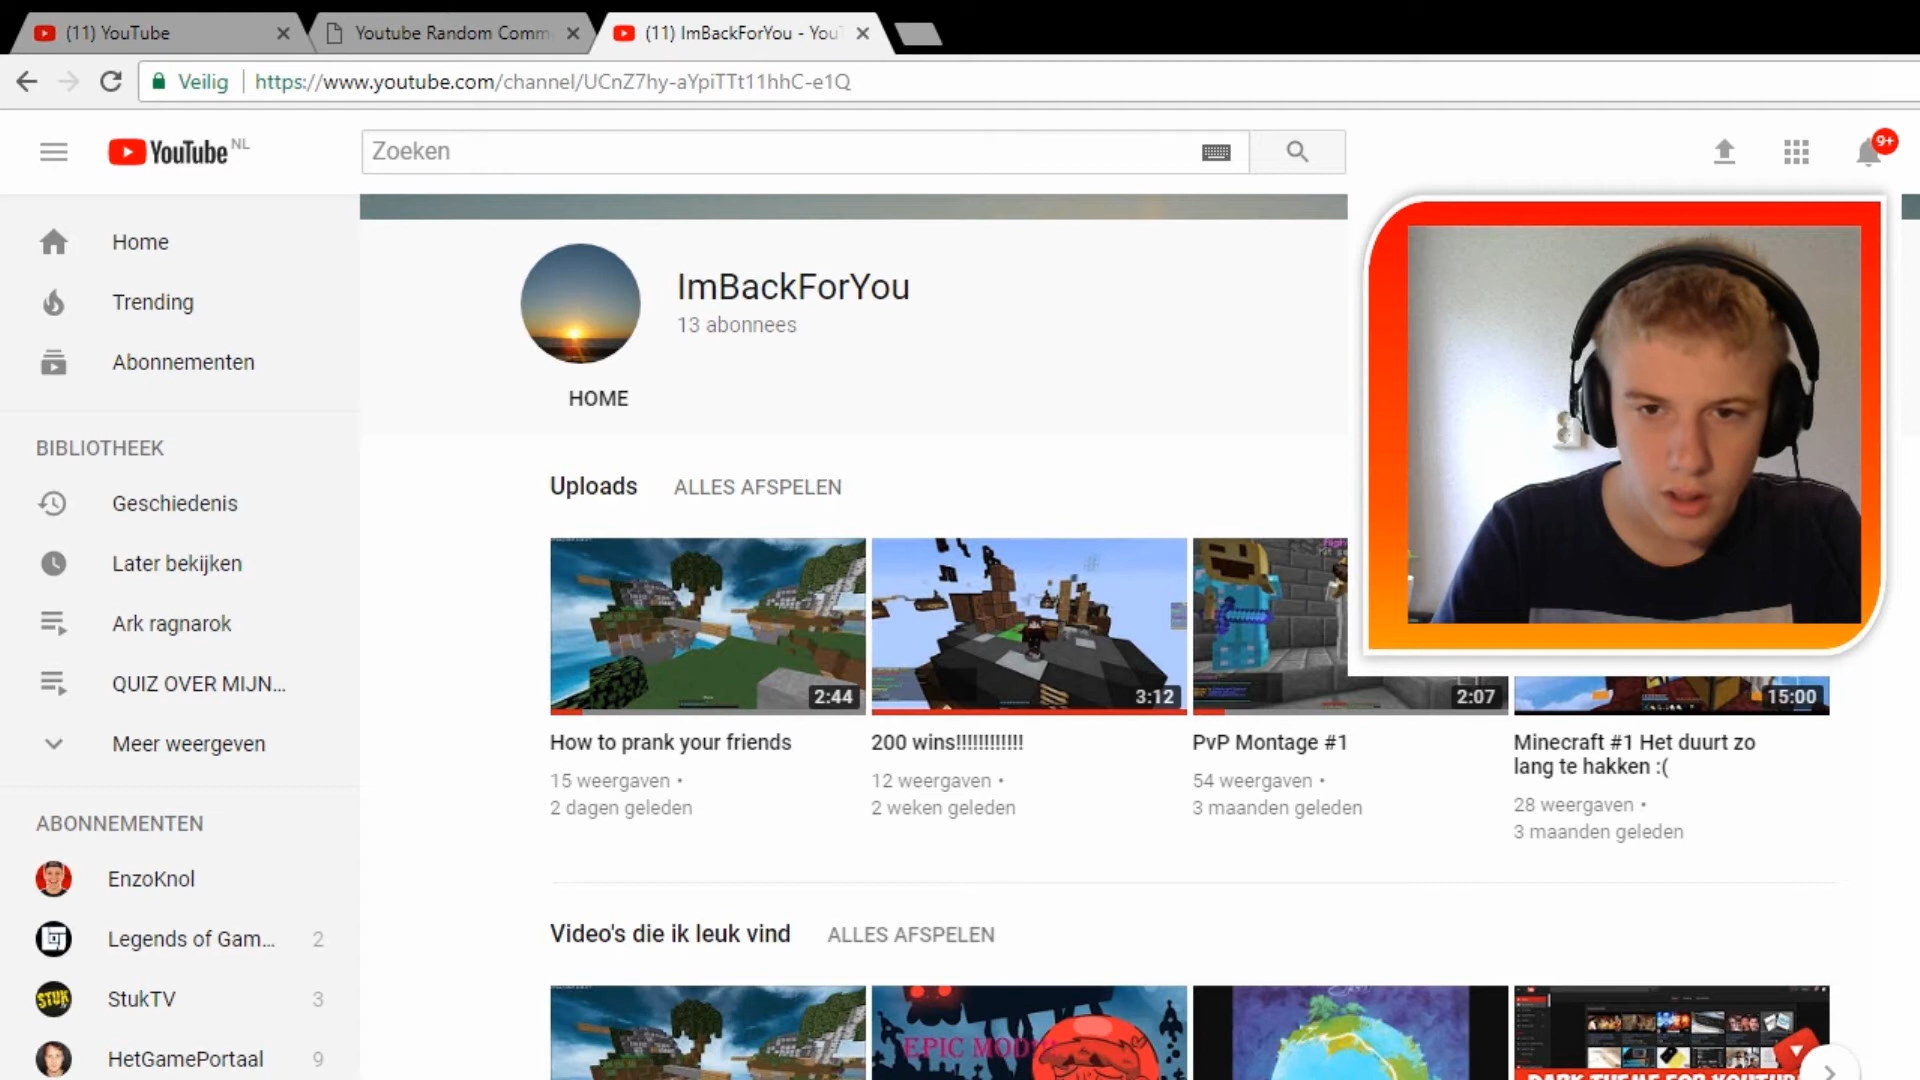 (11) YouTube
Youtube Random Comm
(11) ImBackForYou - You
Veilig
https://www.youtube.com/channel/UCnZ7hy-aYpiTTt11hhC-e1Q
YouTube NL
Zoeken
9+
Home
Trending
Abonnementen
BIBLIOTHEEK
Geschiedenis
Later bekijken
Ark ragnarok
QUIZ OVER MIJN...
Meer weergeven
ABONNEMENTEN
EnzoKnol
Legends of Gam... 2
StukTV 3
HetGamePortaal 9
ImBackForYou
13 abonnees
HOME
Uploads ALLES AFSPELEN
2:44
3:12
2:07
15:00
How to prank your friends
15 weergaven •
2 dagen geleden
200 wins!!!!!!!!!!!!
12 weergaven •
2 weken geleden
PvP Montage #1
54 weergaven •
3 maanden geleden
Minecraft #1 Het duurt zo
lang te hakken :(
28 weergaven •
3 maanden geleden
Video's die ik leuk vind ALLES AFSPELEN
EPIC MOD
DARK THEME FOR YOUTUBE
STUK